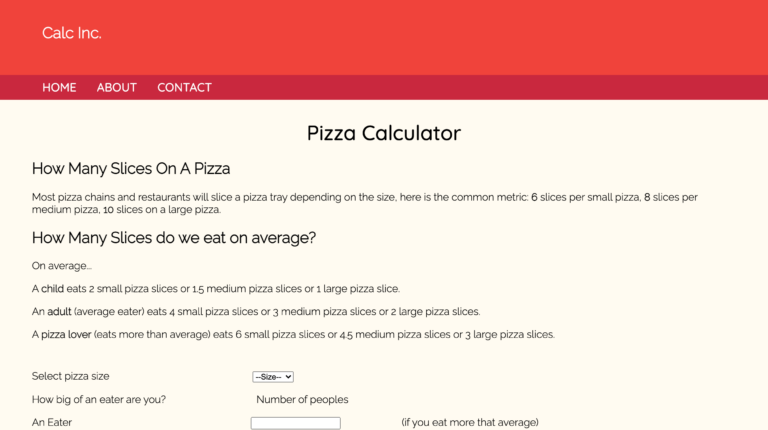 Calc Inc.
HOME ABOUT CONTACT
Pizza Calculator
How Many Slices On A Pizza
Most pizza chains and restaurants will slice a pizza tray depending on the size, here is the common metric: 6 slices per small pizza, 8 slices per
medium pizza, 10 slices on a large pizza.
How Many Slices do we eat on average?
On average...
A child eats 2 small pizza slices or 1.5 medium pizza slices or 1 large pizza slice.
An adult (average eater) eats 4 small pizza slices or 3 medium pizza slices or 2 large pizza slices.
A pizza lover (eats more than average) eats 6 small pizza slices or 4.5 medium pizza slices or 3 large pizza slices.
Select pizza size --Size--
How big of an eater are you? Number of peoples
An Eater (if you eat more that average)